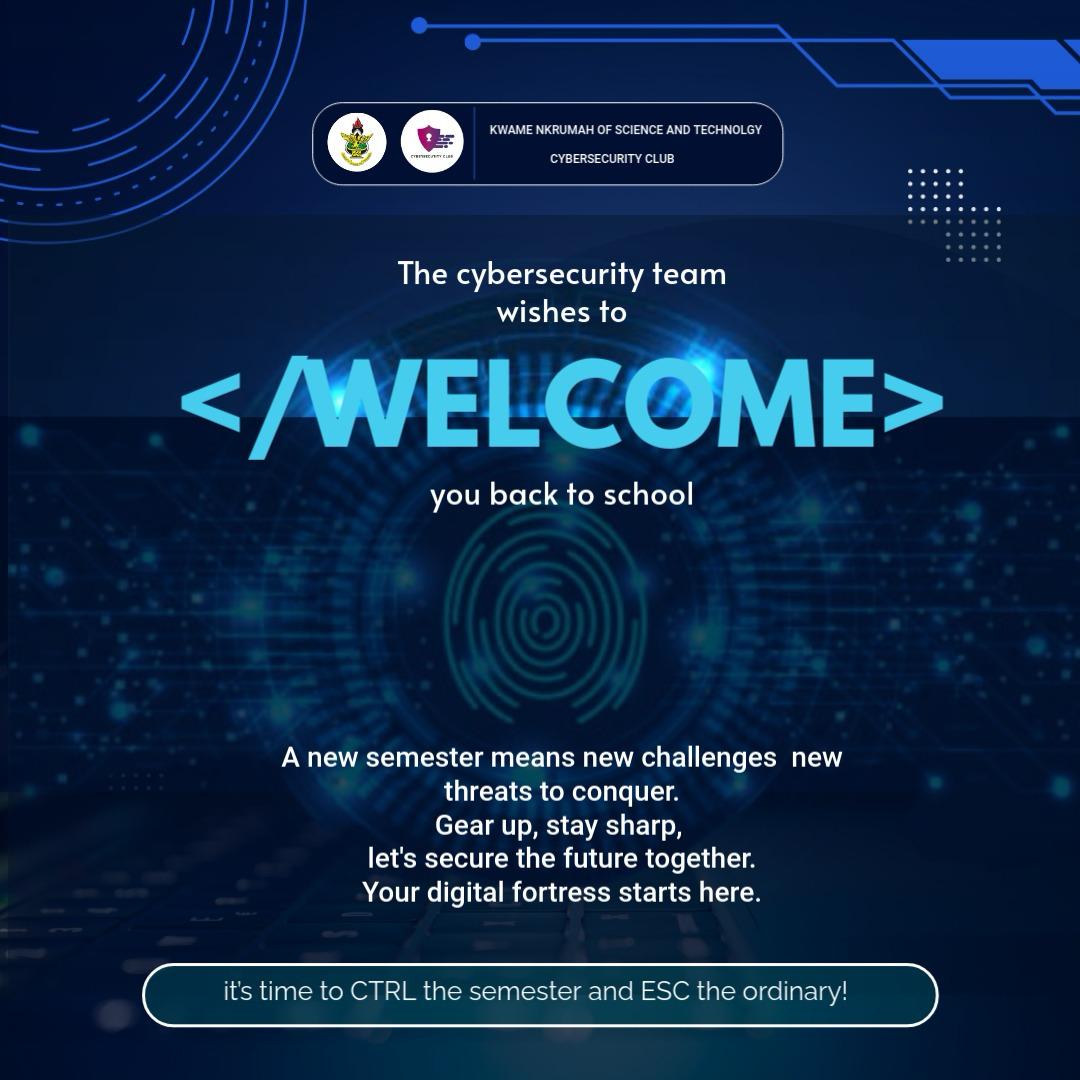 KWAME NKRUMAH OF SCIENCE AND TECHNOLGY
CYBERSECURITY CLUB
CYBERSECURITY CLUB
The cybersecurity team
wishes to
</WELCOME>
you back to school
A new semester means new challenges  new
threats to conquer.
Gear up, stay sharp,
let's secure the future together.
Your digital fortress starts here.
it's time to CTRL the semester and ESC the ordinary!